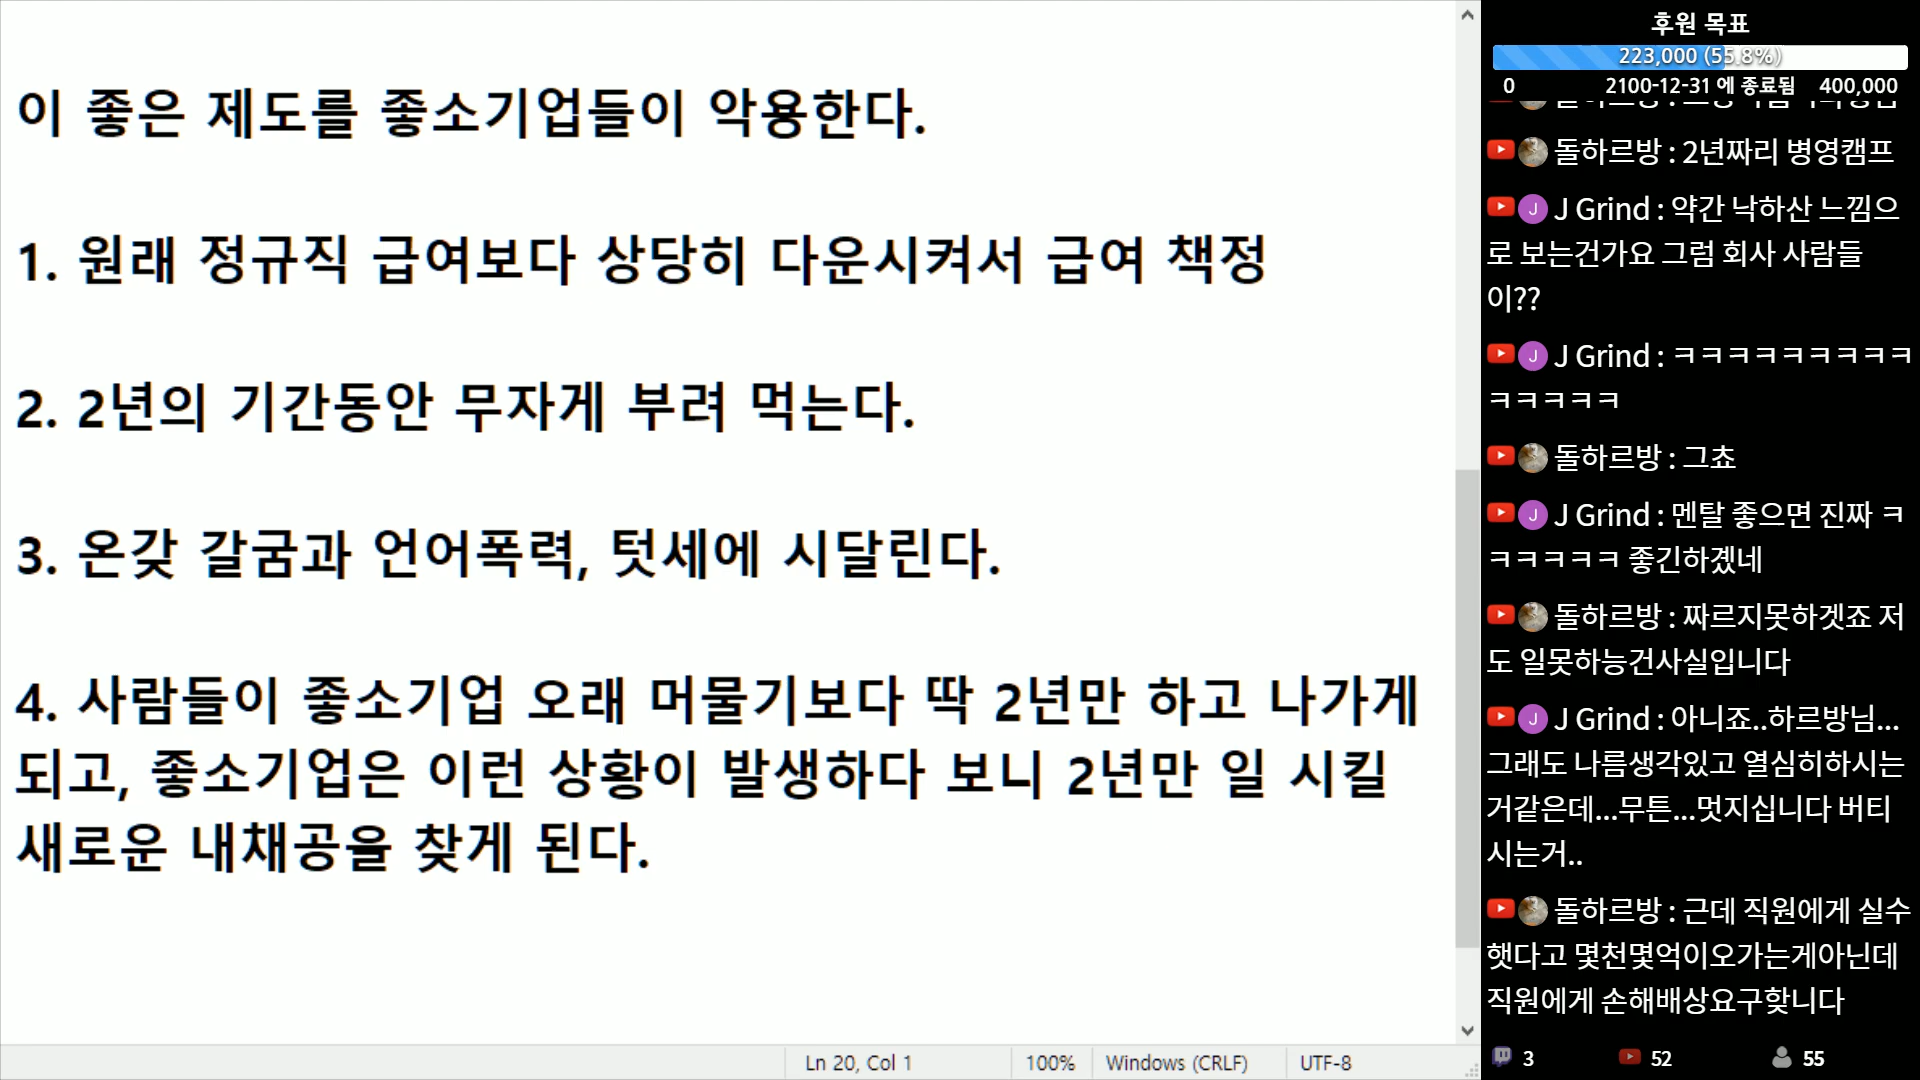 이 좋은 제도를 좋소기업들이 악용한다.
1. 원래 정규직 급여보다 상당히 다운시켜서 급여 책정
2. 2년의 기간동안 무자게 부려 먹는다.
3. 온갖 갈굼과 언어폭력, 텃세에 시달린다.
4. 사람들이 좋소기업 오래 머물기보다 딱 2년만 하고 나가게
되고, 좋소기업은 이런 상황이 발생하다 보니 2년만 일 시킬
새로운 내채공을 찾게 된다.
Ln 20, Col 1
100%
Windows (CRLF)
UTF-8
후원 목표
223,000 (55.8%)
0 2100-12-31 에 종료됨 400,000
돌하르방 : 2년짜리 병영캠프
J J Grind : 약간 낙하산 느낌으
로 보는건가요 그럼 회사 사람들
이??
J J Grind : ㅋㅋㅋㅋㅋㅋㅋㅋㅋ
ㅋㅋㅋㅋㅋ
돌하르방 : 그쵸
J J Grind : 멘탈 좋으면 진짜 ㅋ
ㅋㅋㅋㅋㅋ 좋긴하겠네
돌하르방 : 짜르지못하겟죠 저
도 일못하능건사실입니다
J J Grind : 아니죠..하르방님...
그래도 나름생각있고 열심히하시는
거같은데...무튼...멋지십니다 버티
시는거..
돌하르방 : 근데 직원에게 실수
햇다고 몇천몇억이오가는게아닌데
직원에게 손해배상요구핮니다
3 52 55